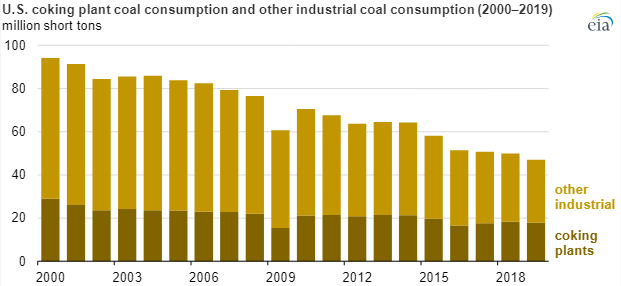 U.S. coking plant coal consumption and other industrial coal consumption (2000–2019)
million short tons
eia
100
80
60
40
20
0
other
industrial
coking
plants
2000 2003 2006 2009 2012 2015 2018